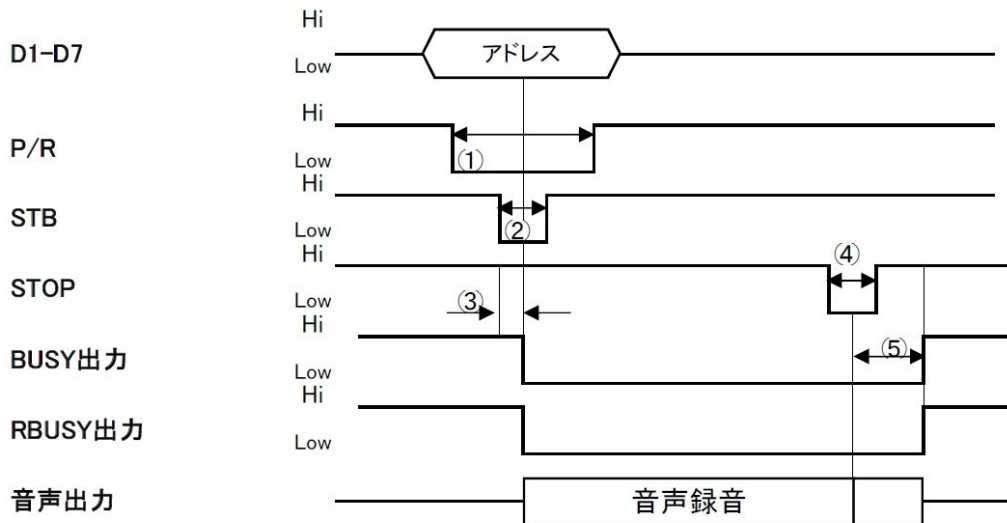 Hi
D1-D7
アドレス
Low
Hi
P/R
①
Low
Hi
STB
②
Low
Hi
④
STOP
③
Low
Hi
⑤
BUSY出力
Low
Hi
RBUSY出力
Low
音声出力
音声録音